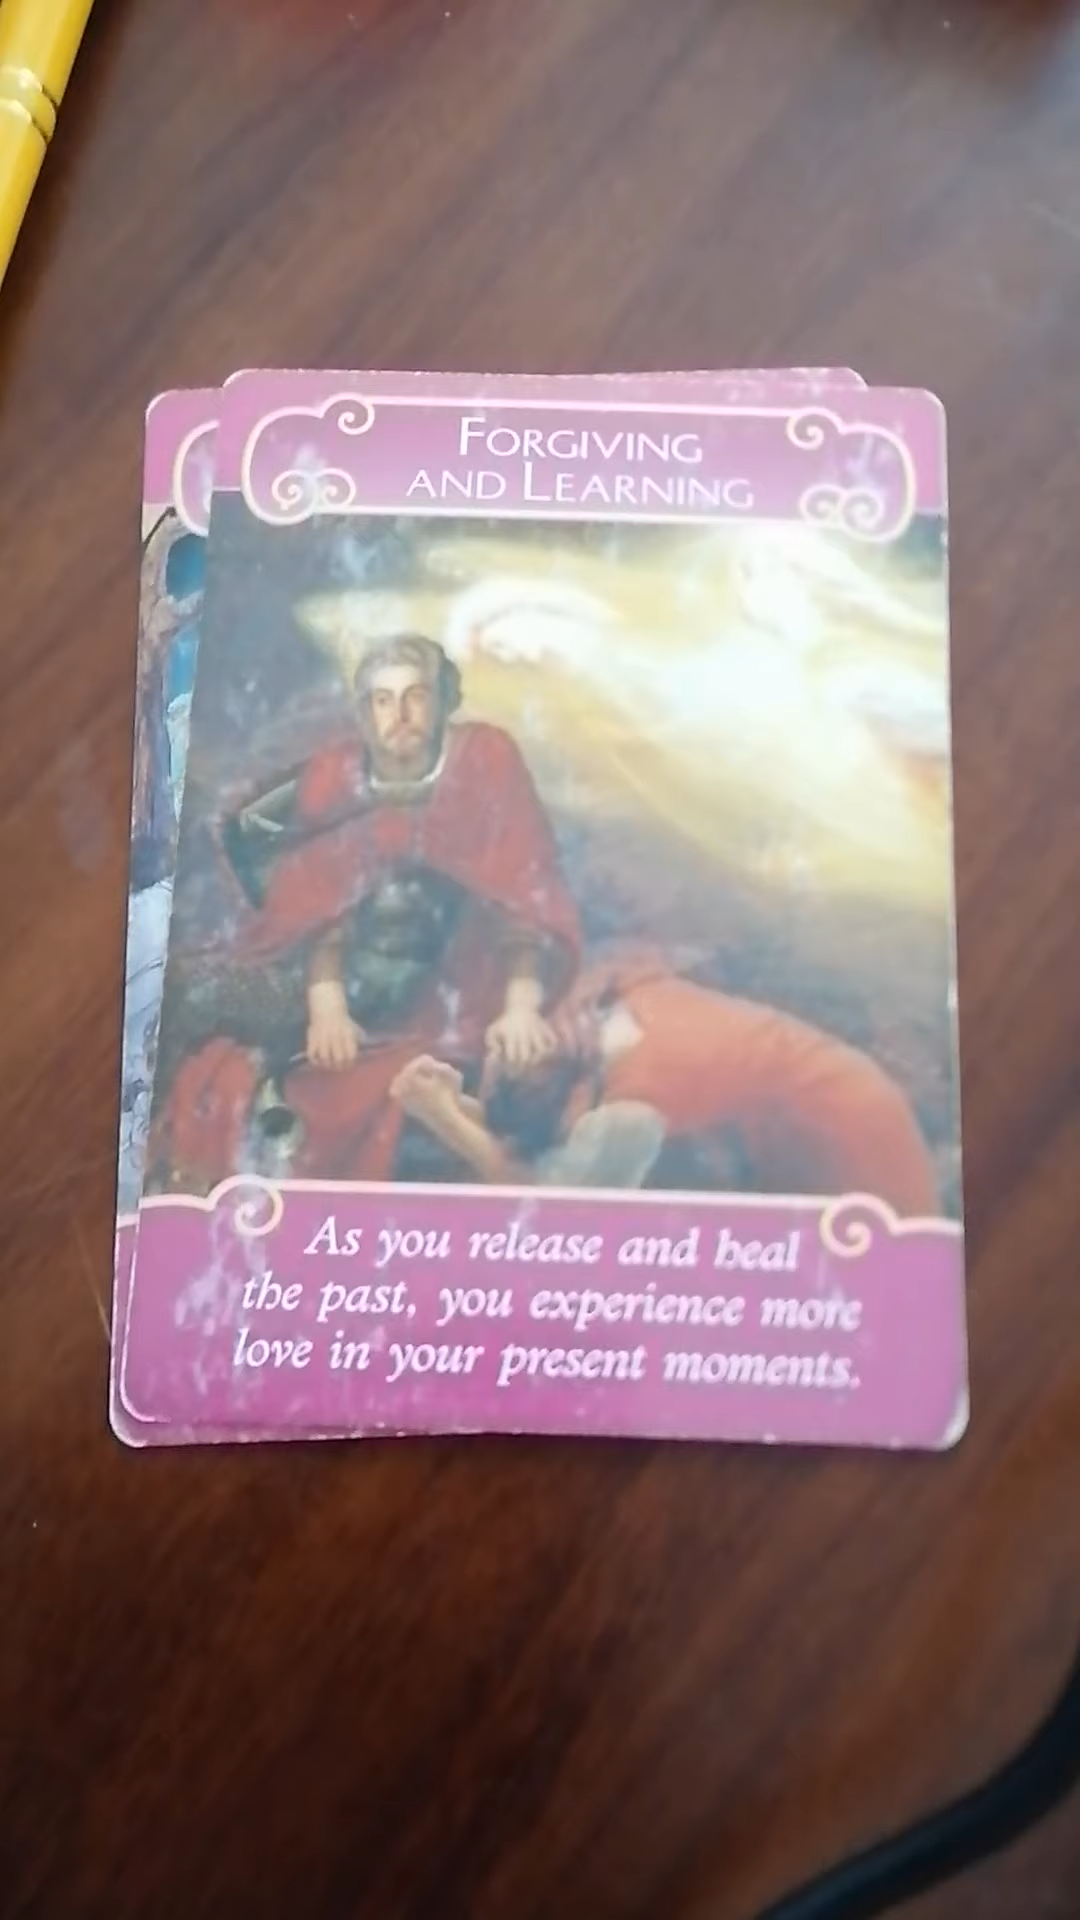 FORGIVING
AND LEARNING
As you release and heal
the past, you experience more
love in your present moments.